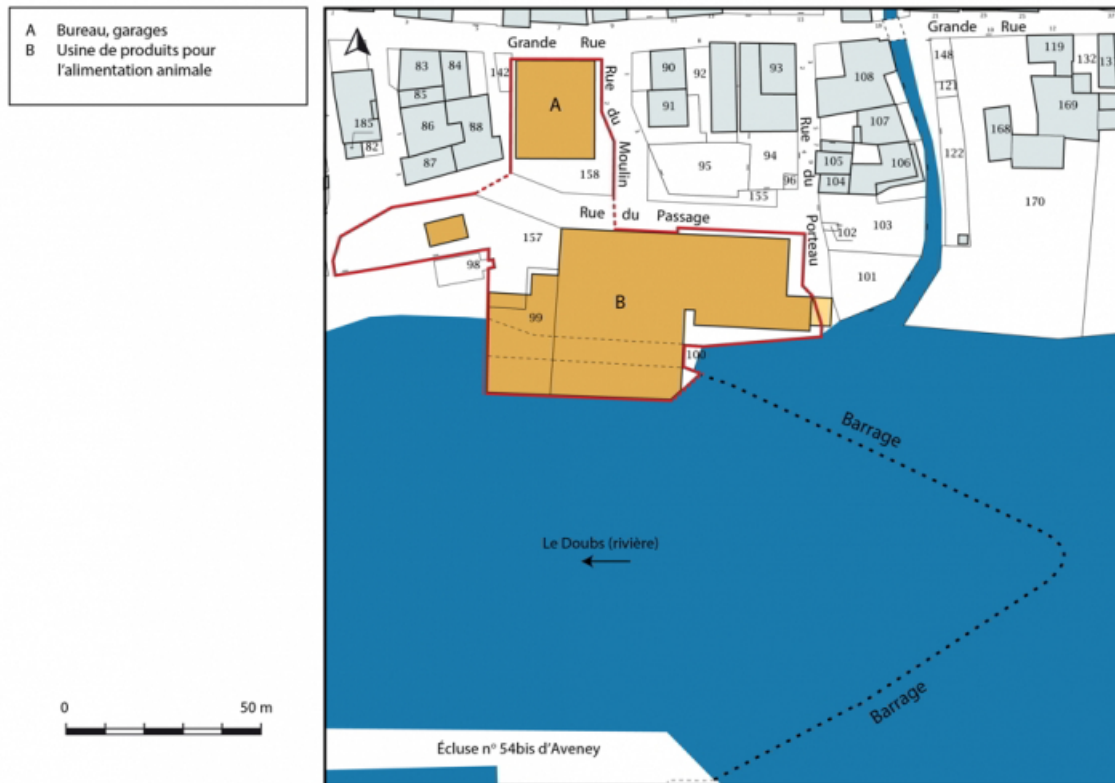 A Bureau, garages
B Usine de produits pour
l'alimentation animale
0 50 m
Grande Rue
Grande Rue
83
84
142
85
185
82
86
88
87
A
Rue du Moulin
158
90
92
91
93
95
94
96
155
Rue du Porteau
108
107
105
106
104
103
102
101
148
121
122
119
132
169
168
170
Rue du Passage
157
98
99
B
100
Barrage
Le Doubs (rivière)
Barrage
Écluse n° 54bis d'Aveney